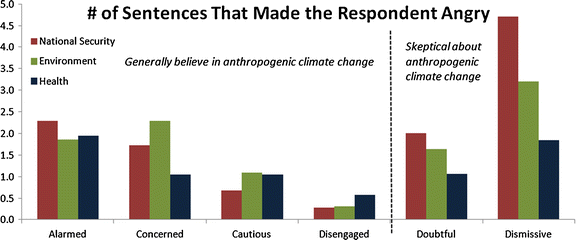 # of Sentences That Made the Respondent Angry
5.0
4.5
4.0
3.5
3.0
2.5
2.0
1.5
1.0
0.5
0.0
National Security
Environment
Health
Generally believe in anthropogenic climate change
Skeptical about
anthropogenic
climate change
Alarmed
Concerned
Cautious
Disengaged
Doubtful
Dismissive